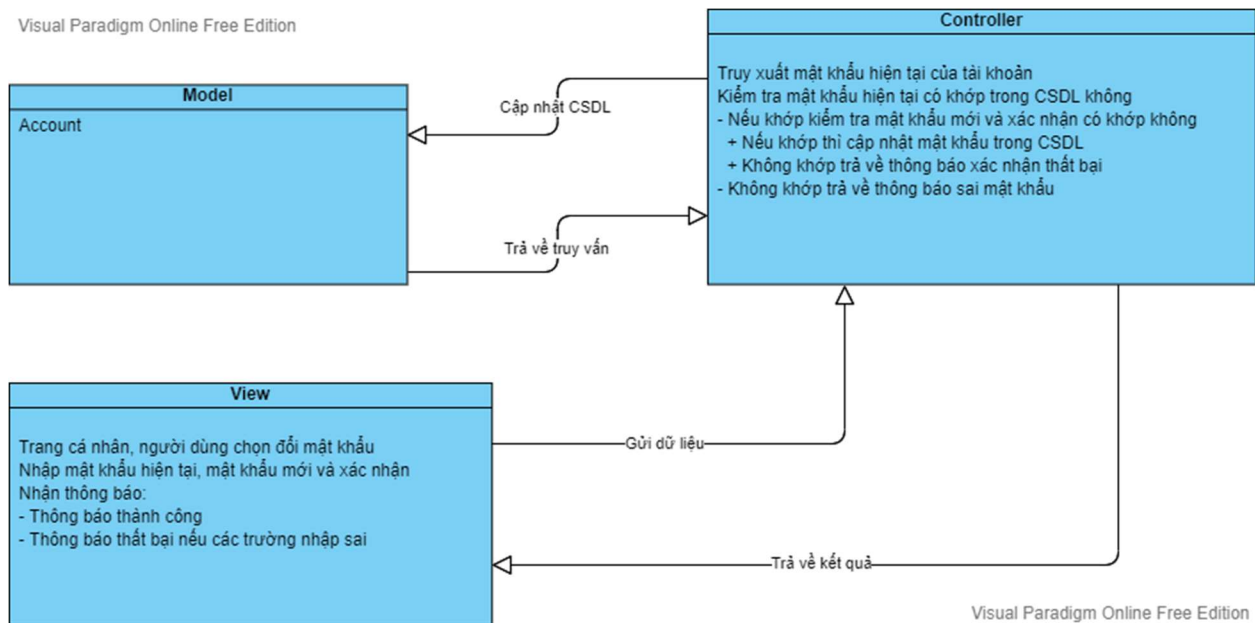 Visual Paradigm Online Free Edition
Controller
Truy xuất mật khẩu hiện tại của tài khoản
Kiểm tra mật khẩu hiện tại có khớp trong CSDL không
- Nếu khớp kiểm tra mật khẩu mới và xác nhận có khớp không
+ Nếu khớp thì cập nhật mật khẩu trong CSDL
+ Không khớp trả về thông báo xác nhận thất bại
- Không khớp trả về thông báo sai mật khẩu
Model
Account
Cập nhật CSDL
Trả về truy vấn
View
Trang cá nhân, người dùng chọn đổi mật khẩu
Nhập mật khẩu hiện tại, mật khẩu mới và xác nhận
Nhận thông báo:
- Thông báo thành công
- Thông báo thất bại nếu các trường nhập sai
Gửi dữ liệu
Trả về kết quả
Visual Paradigm Online Free Edition